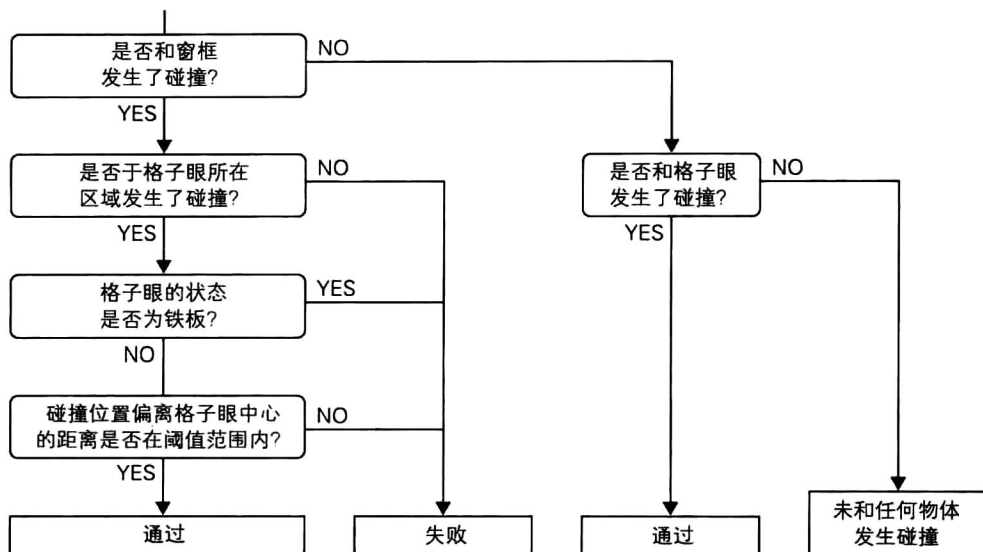 是否和窗框
发生了碰撞?
NO
YES
是否于格子眼所在
区域发生了碰撞?
NO
YES
是否和格子眼
发生了碰撞?
NO
YES
格子眼的状态
是否为铁板?
YES
NO
碰撞位置偏离格子眼中心
的距离是否在阈值范围内?
NO
YES
通过
失败
通过
未和任何物体
发生碰撞